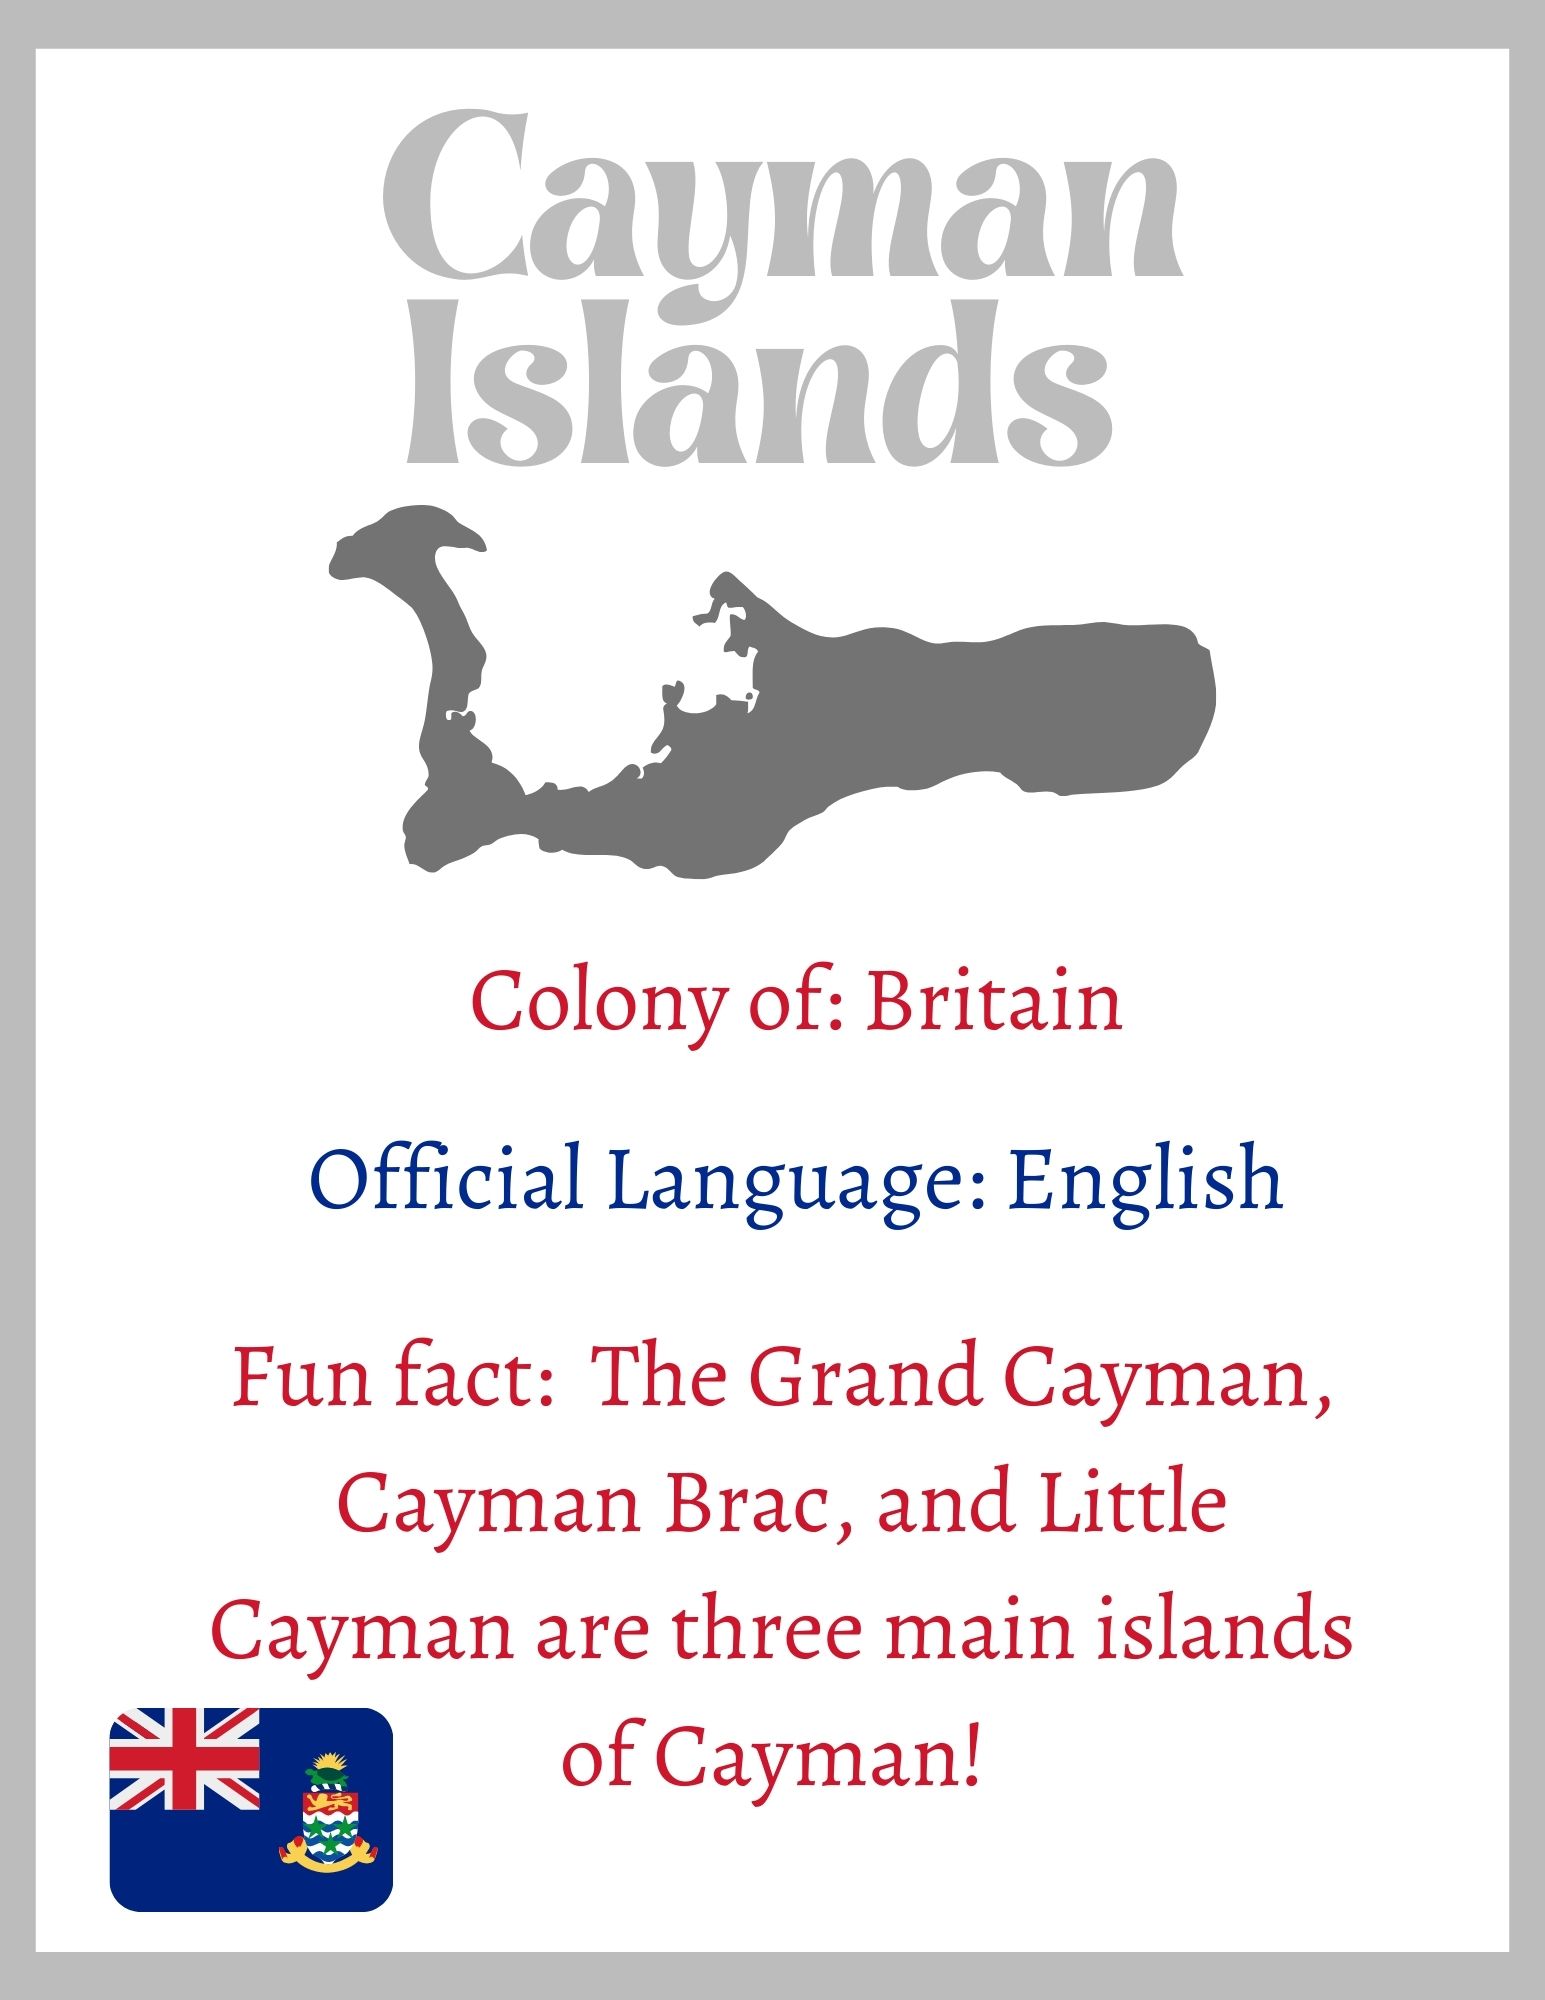 Cayman
Islands
Colony of: Britain
Official Language: English
Fun fact: The Grand Cayman,
Cayman Brac, and Little
Cayman are three main islands
of Cayman!